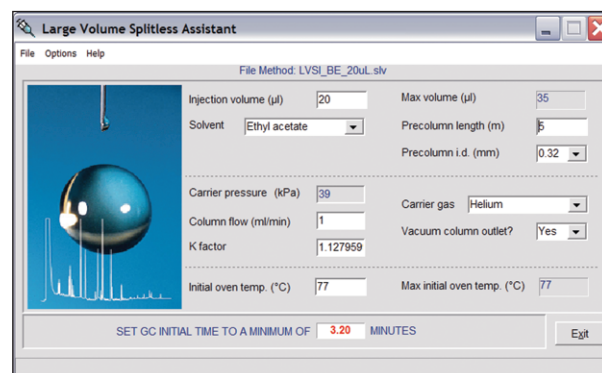 Large Volume Splitless Assistant
File Options Help
File Method: LVSI_BE_20uL.slv
Injection volume (µl) 20 Max volume (µl) 35
Solvent Ethyl acetate Precolumn length (m) 5
Precolumn i.d. (mm) 0.32
Carrier pressure (kPa) 39 Carrier gas Helium
Column flow (ml/min) 1 Vacuum column outlet? Yes
K factor 1.127959
Initial oven temp. (°C) 77 Max initial oven temp. (°C) 77
SET GC INITIAL TIME TO A MINIMUM OF 3.20 MINUTES Exit